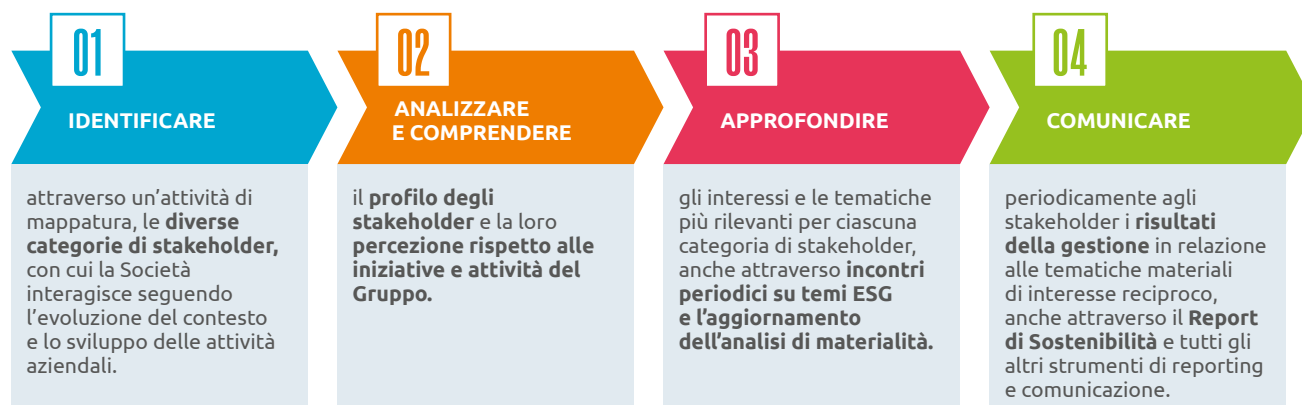 01
IDENTIFICARE
attraverso un’attività di
mappatura, le diverse
categorie di stakeholder,
con cui la Società
interagisce seguendo
l’evoluzione del contesto
e lo sviluppo delle attività
aziendali.
02
ANALIZZARE
E COMPRENDERE
il profilo degli
stakeholder e la loro
percezione rispetto alle
iniziative e attività del
Gruppo.
03
APPROFONDIRE
gli interessi e le tematiche
più rilevanti per ciascuna
categoria di stakeholder,
anche attraverso incontri
periodici su temi ESG
e l’aggiornamento
dell’analisi di materialità.
04
COMUNICARE
periodicamente agli
stakeholder i risultati
della gestione in relazione
alle tematiche materiali
di interesse reciproco,
anche attraverso il Report
di Sostenibilità e tutti gli
altri strumenti di reporting
e comunicazione.